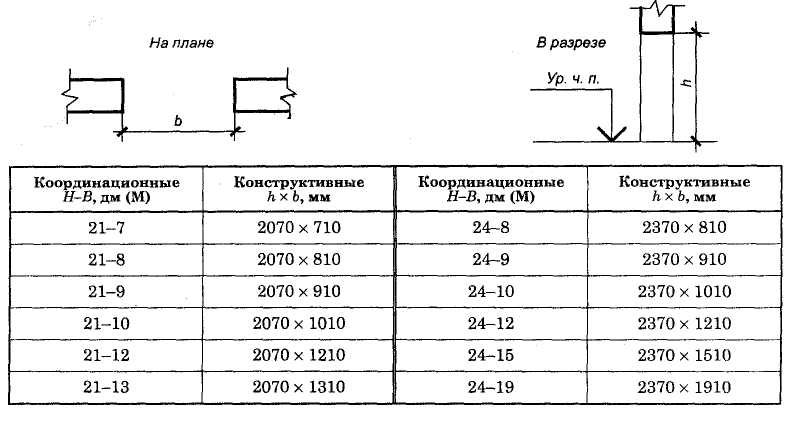 На плане
В разрезе
Ур. ч. п.
h
b
Координационные Н–В, дм (М) Конструктивные h × b, мм Координационные Н–В, дм (М) Конструктивные h × b, мм
21–7 2070 × 710 24–8 2370 × 810
21–8 2070 × 810 24–9 2370 × 910
21–9 2070 × 910 24–10 2370 × 1010
21–10 2070 × 1010 24–12 2370 × 1210
21–12 2070 × 1210 24–15 2370 × 1510
21–13 2070 × 1310 24–19 2370 × 1910